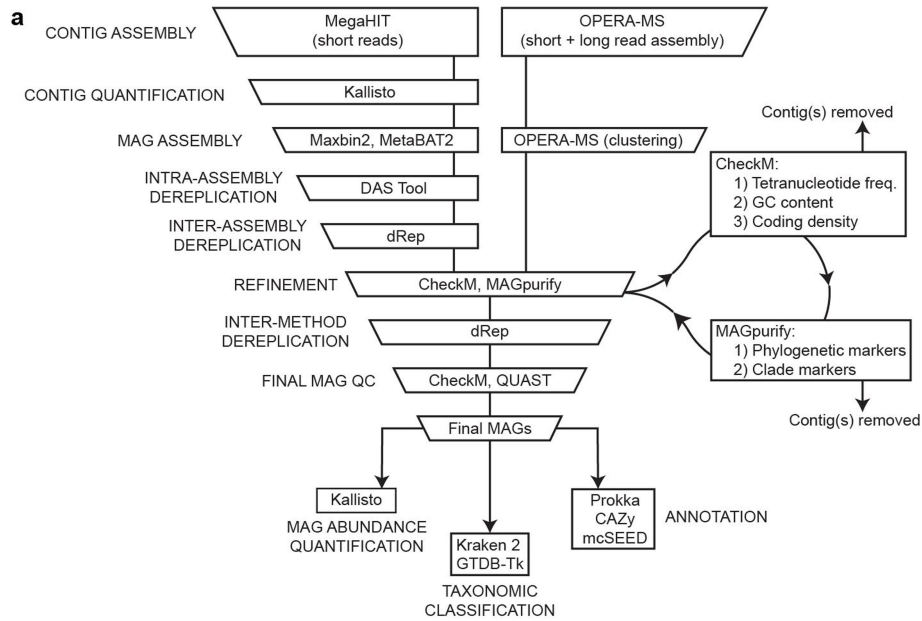 a
CONTIG ASSEMBLY
MegaHIT
(short reads)
OPERA-MS
(short + long read assembly)
CONTIG QUANTIFICATION
Kallisto
MAG ASSEMBLY
Maxbin2, MetaBAT2
OPERA-MS (clustering)
INTRA-ASSEMBLY
DEREPLICATION
DAS Tool
INTER-ASSEMBLY
DEREPLICATION
dRep
REFINEMENT
CheckM, MAGpurify
Contig(s) removed
CheckM:
1) Tetranucleotide freq.
2) GC content
3) Coding density
MAGpurify:
1) Phylogenetic markers
2) Clade markers
Contig(s) removed
INTER-METHOD
DEREPLICATION
dRep
FINAL MAG QC
CheckM, QUAST
Final MAGs
Kallisto
MAG ABUNDANCE
QUANTIFICATION
Kraken 2
GTDB-Tk
TAXONOMIC
CLASSIFICATION
Prokka
CAZy
mcSEED
ANNOTATION